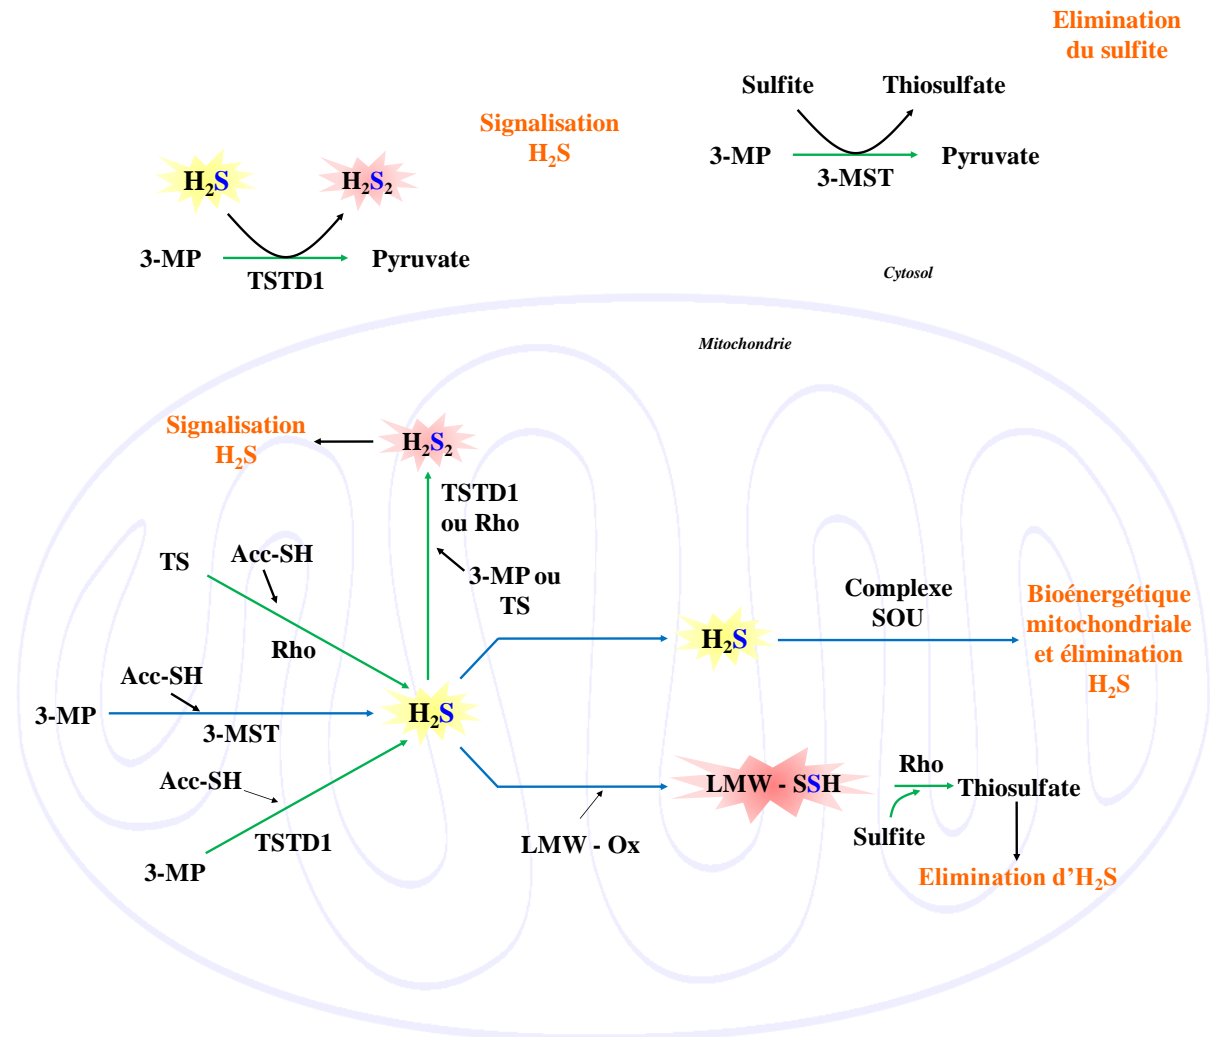 Elimination
du sulfite
Sulfite
Thiosulfate
3-MP
Pyruvate
3-MST
Signalisation
H₂S
H₂S
H₂S₂
3-MP
Pyruvate
TSTD1
Cytosol
Mitochondrie
Signalisation
H₂S
H₂S₂
TSTD1
ou Rho
3-MP ou
TS
TS
Acc-SH
Rho
Acc-SH
3-MP
3-MST
H₂S
Acc-SH
TSTD1
3-MP
H₂S
Complexe
SOU
Bioénergétique
mitochondriale
et élimination
H₂S
LMW - SSH
LMW - Ox
Rho
Thiosulfate
Sulfite
Elimination d’H₂S